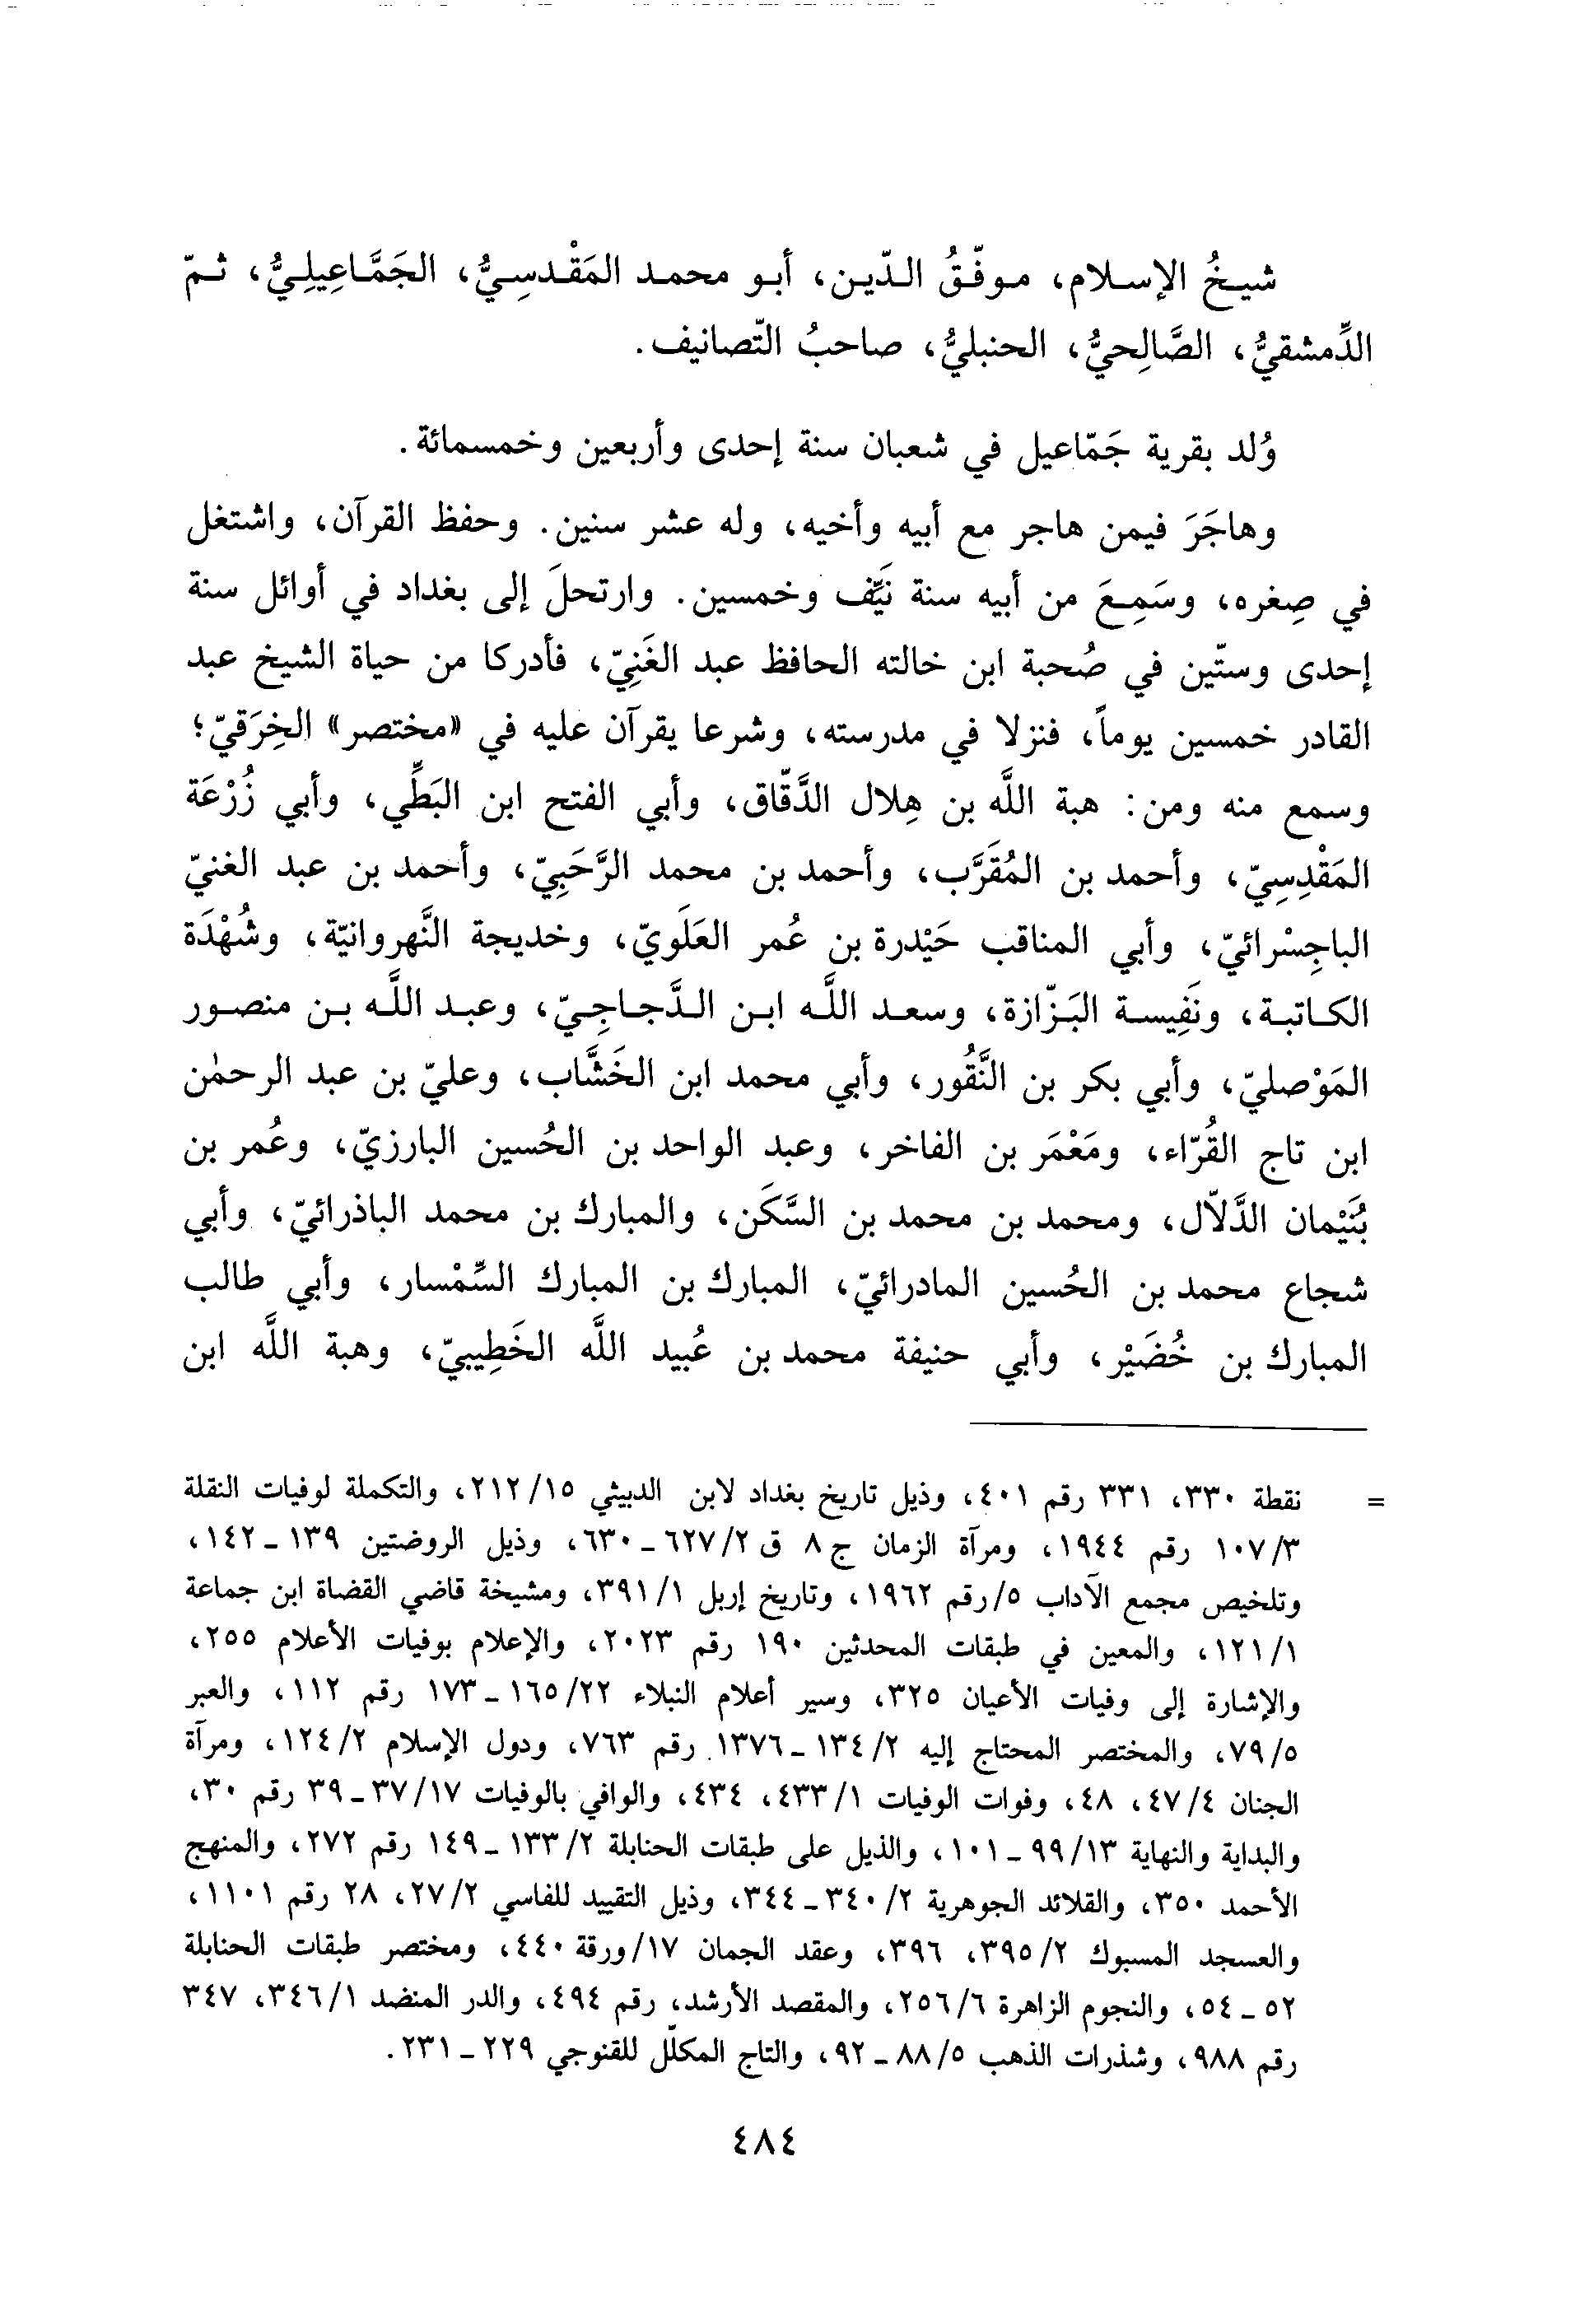 شيخُ الإسلام، موفّقُ الدّين، أبو محمد المَقْدسِيُّ، الجَمَّاعِيلِيُّ، ثمّ
الدِّمشقيُّ، الصَّالِحيُّ، الحنبليُّ، صاحبُ التّصانيف.
وُلد بقرية جَمّاعيل في شعبان سنة إحدى وأربعين وخمسمائة.
وهاجَرَ فيمن هاجر مع أبيه وأخيه، وله عشر سنين. وحفظ القرآن، واشتغل
في صِغره، وسَمِعَ من أبيه سنة نَيِّف وخمسين. وارتحلَ إلى بغداد في أوائل سنة
إحدى وستّين في صُحبة ابن خالته الحافظ عبد الغَنِيّ، فأدركا من حياة الشيخ عبد
القادر خمسين يوماً، فنزلا في مدرسته، وشرعا يقرآن عليه في «مختصر» الخِرَقيّ؛
وسمع منه ومن: هبة اللَّه بن هِلال الدَّقّاق، وأبي الفتح ابن البَطِّي، وأبي زُرْعَة
المَقْدِسِيّ، وأحمد بن المُقَرَّب، وأحمد بن محمد الرَّحَبِيّ، وأحمد بن عبد الغنيّ
الباجِسْرائيّ، وأبي المناقب حَيْدرة بن عُمر العَلَويّ، وخديجة النَّهروانيّة، وشُهْدَة
الكاتبة، ونَفِيسة البَزّازة، وسعد اللَّه ابن الدَّجاجِيّ، وعبد اللَّه بن منصور
المَوْصليّ، وأبي بكر بن النَّقُور، وأبي محمد ابن الخَشَّاب، وعليّ بن عبد الرحمٰن
ابن تاج القُرّاء، ومَعْمَر بن الفاخر، وعبد الواحد بن الحُسين البارزيّ، وعُمر بن
بُنَيْمان الدَّلاّل، ومحمد بن محمد بن السَّكَن، والمبارك بن محمد الباذرائيّ، وأبي
شجاع محمد بن الحُسين المادرائيّ، المبارك بن المبارك السِّمْسار، وأبي طالب
المبارك بن خُضَيْر، وأبي حنيفة محمد بن عُبيد اللَّه الخَطِيبيّ، وهبة اللَّه ابن
= نقطة ٣٣٠، ٣٣١ رقم ٤٠١، وذيل تاريخ بغداد لابن الدبيثي ١٥/ ٢١٢، والتكملة لوفيات النقلة
٣/ ١٠٧ رقم ١٩٤٤، ومرآة الزمان ج ٨ ق ٢/ ٦٢٧ ـ ٦٣٠، وذيل الروضتين ١٣٩ ـ ١٤٢،
وتلخيص مجمع الآداب ٥/ رقم ١٩٦٢، وتاريخ إربل ١/ ٣٩١، ومشيخة قاضي القضاة ابن جماعة
١/ ١٢١، والمعين في طبقات المحدثين ١٩٠ رقم ٢٠٢٣، والإعلام بوفيات الأعلام ٢٥٥،
والإشارة إلى وفيات الأعيان ٣٢٥، وسير أعلام النبلاء ٢٢/ ١٦٥ ـ ١٧٣ رقم ١١٢، والعبر
٥/ ٧٩، والمختصر المحتاج إليه ٢/ ١٣٤ ـ ١٣٧٦ رقم ٧٦٣، ودول الإسلام ٢/ ١٢٤، ومرآة
الجنان ٤/ ٤٧، ٤٨، وفوات الوفيات ١/ ٤٣٣، ٤٣٤، والوافي بالوفيات ١٧/ ٣٧ ـ ٣٩ رقم ٣٠،
والبداية والنهاية ١٣/ ٩٩ ـ ١٠١، والذيل على طبقات الحنابلة ٢/ ١٣٣ ـ ١٤٩ رقم ٢٧٢، والمنهج
الأحمد ٣٥٠، والقلائد الجوهرية ٢/ ٣٤٠ ـ ٣٤٤، وذيل التقييد للفاسي ٢/ ٢٧، ٢٨ رقم ١١٠١،
والعسجد المسبوك ٢/ ٣٩٥، ٣٩٦، وعقد الجمان ١٧/ ورقة ٤٤٠، ومختصر طبقات الحنابلة
٥٢ ـ ٥٤، والنجوم الزاهرة ٦/ ٢٥٦، والمقصد الأرشد، رقم ٤٩٤، والدر المنضد ١/ ٣٤٦، ٣٤٧
رقم ٩٨٨، وشذرات الذهب ٥/ ٨٨ ـ ٩٢، والتاج المكلّل للقنوجي ٢٢٩ ـ ٢٣١.
٤٨٤